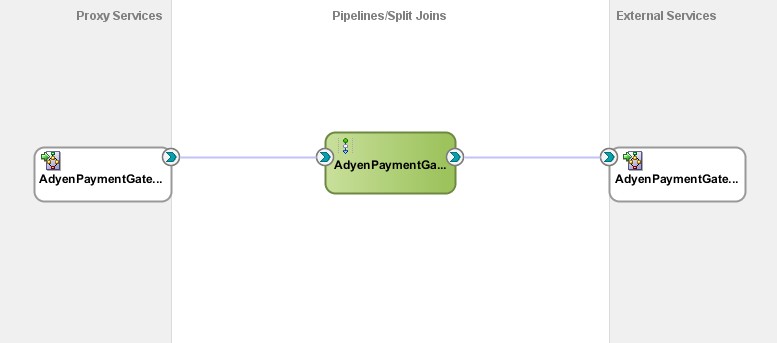 Proxy Services
Pipelines/Split Joins
External Services
AdyenPaymentGate...
AdyenPaymentGa...
AdyenPaymentGate...